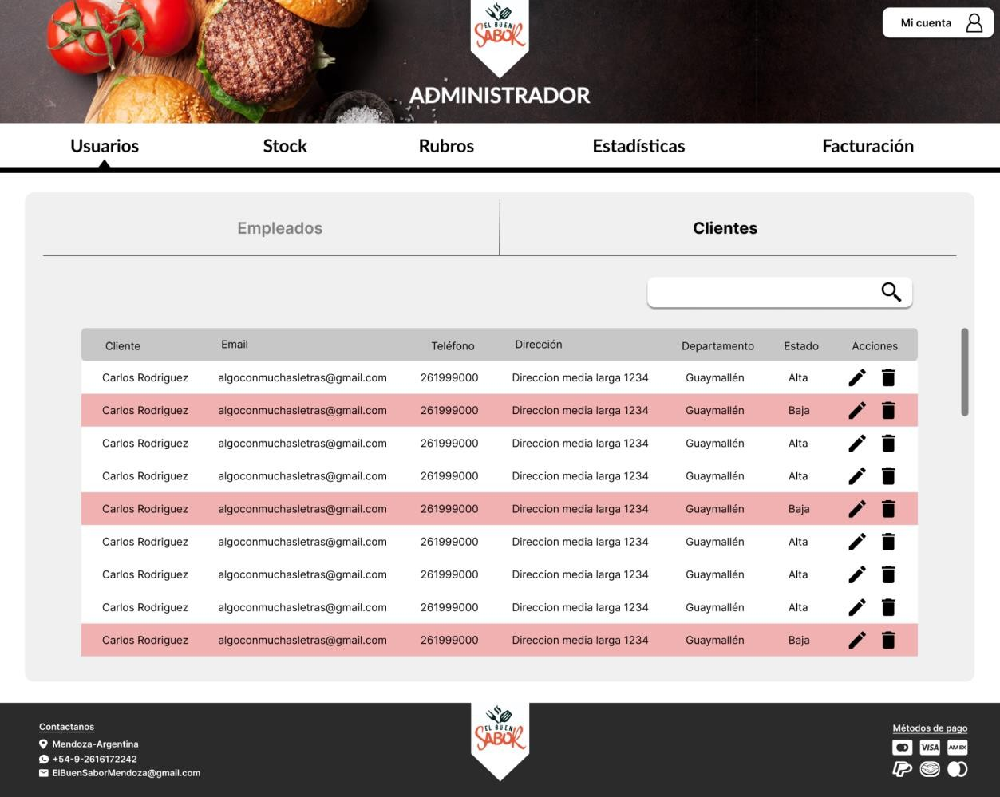 EL BUEN
SABOR
Mi cuenta
ADMINISTRADOR
Usuarios Stock Rubros Estadísticas Facturación
Empleados Clientes
Cliente Email Teléfono Dirección Departamento Estado Acciones
Carlos Rodriguez algoconmuchasletras@gmail.com 261999000 Direccion media larga 1234 Guaymallén Alta
Carlos Rodriguez algoconmuchasletras@gmail.com 261999000 Direccion media larga 1234 Guaymallén Baja
Carlos Rodriguez algoconmuchasletras@gmail.com 261999000 Direccion media larga 1234 Guaymallén Alta
Carlos Rodriguez algoconmuchasletras@gmail.com 261999000 Direccion media larga 1234 Guaymallén Alta
Carlos Rodriguez algoconmuchasletras@gmail.com 261999000 Direccion media larga 1234 Guaymallén Baja
Carlos Rodriguez algoconmuchasletras@gmail.com 261999000 Direccion media larga 1234 Guaymallén Alta
Carlos Rodriguez algoconmuchasletras@gmail.com 261999000 Direccion media larga 1234 Guaymallén Alta
Carlos Rodriguez algoconmuchasletras@gmail.com 261999000 Direccion media larga 1234 Guaymallén Alta
Carlos Rodriguez algoconmuchasletras@gmail.com 261999000 Direccion media larga 1234 Guaymallén Baja
Contactanos
Mendoza-Argentina
+54-9-2616172242
ElBuenSaborMendoza@gmail.com
EL BUEN
SABOR
Métodos de pago
VISA AMEX